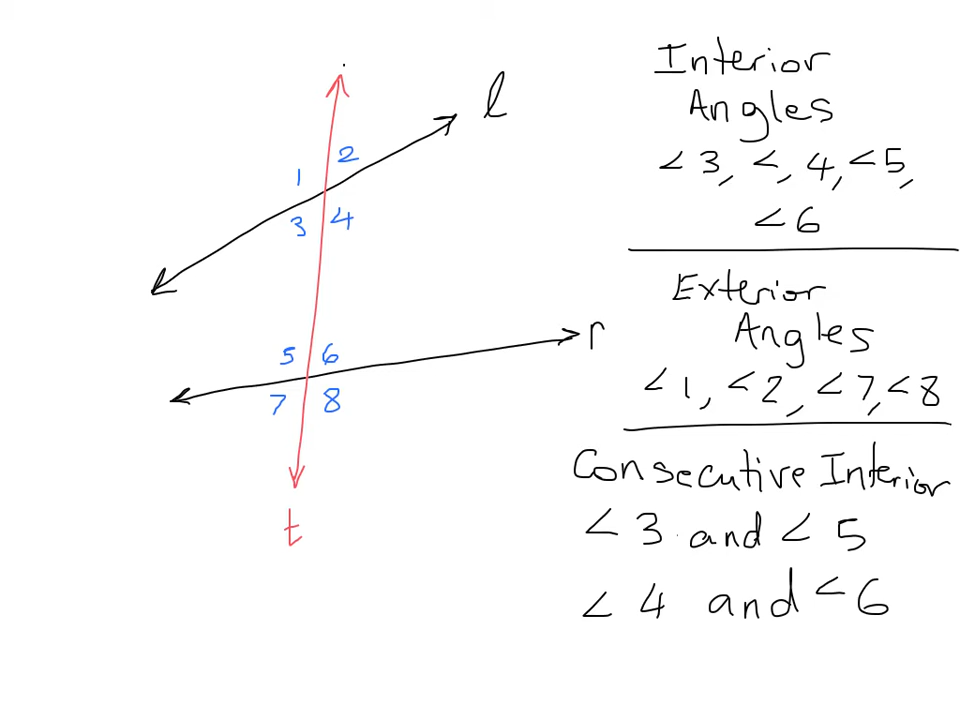 l
1 2
3 4
r
5 6
7 8
t
Interior
Angles
<3, <, 4, <5,
<6
Exterior
Angles
<1, <2, <7, <8
Consecutive Interior
<3 and <5
<4 and <6